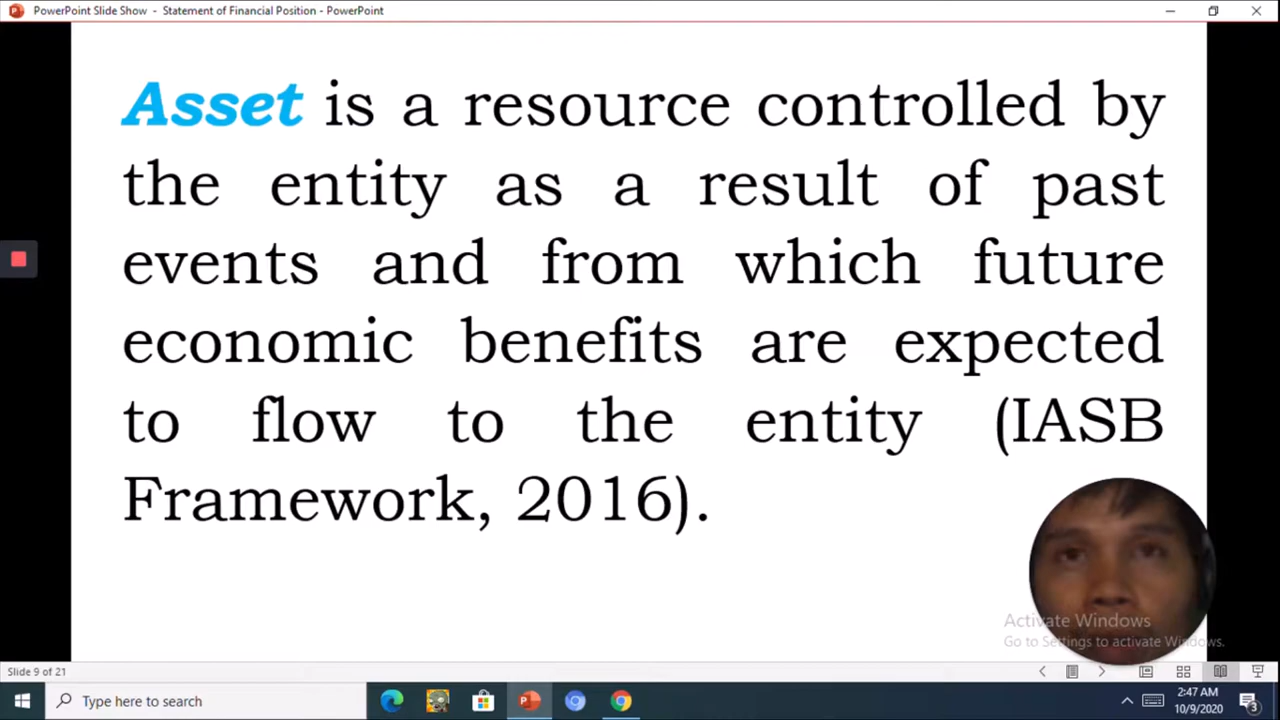 PowerPoint Slide Show - Statement of Financial Position - PowerPoint
Asset is a resource controlled by
the entity as a result of past
events and from which future
economic benefits are expected
to flow to the entity (IASB
Framework, 2016).
Activate Windows
Go to Settings to activate Windows.
Slide 9 of 21
Type here to search
2:47 AM
10/9/2020
3